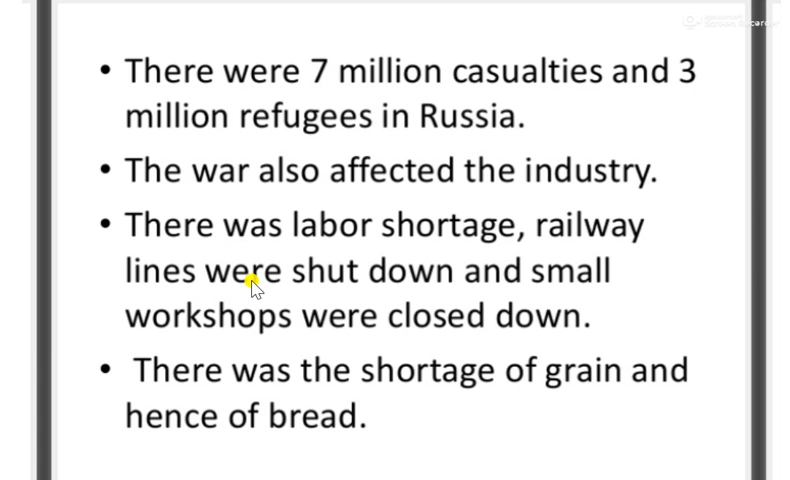 • There were 7 million casualties and 3
million refugees in Russia.
• The war also affected the industry.
• There was labor shortage, railway
lines were shut down and small
workshops were closed down.
• There was the shortage of grain and
hence of bread.